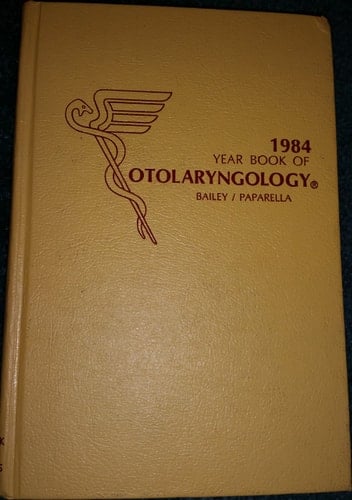 1984
YEAR BOOK OF
OTOLARYNGOLOGY®
BAILEY / PAPARELLA